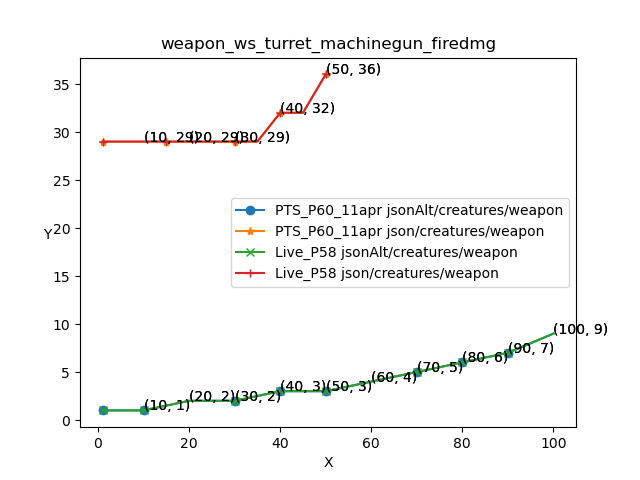 weapon_ws_turret_machinegun_firedmg
35
30
25
20
15
10
5
0
Y
(50, 36)
(40, 32)
(10, 29)(20, 29)(30, 29)
PTS_P60_11apr jsonAlt/creatures/weapon
PTS_P60_11apr json/creatures/weapon
Live_P58 jsonAlt/creatures/weapon
Live_P58 json/creatures/weapon
(100, 9)
(90, 7)
(80, 6)
(70, 5)
(60, 4)
(40, 3)(50, 3)
(20, 2)(30, 2)
(10, 1)
0 20 40 60 80 100
X